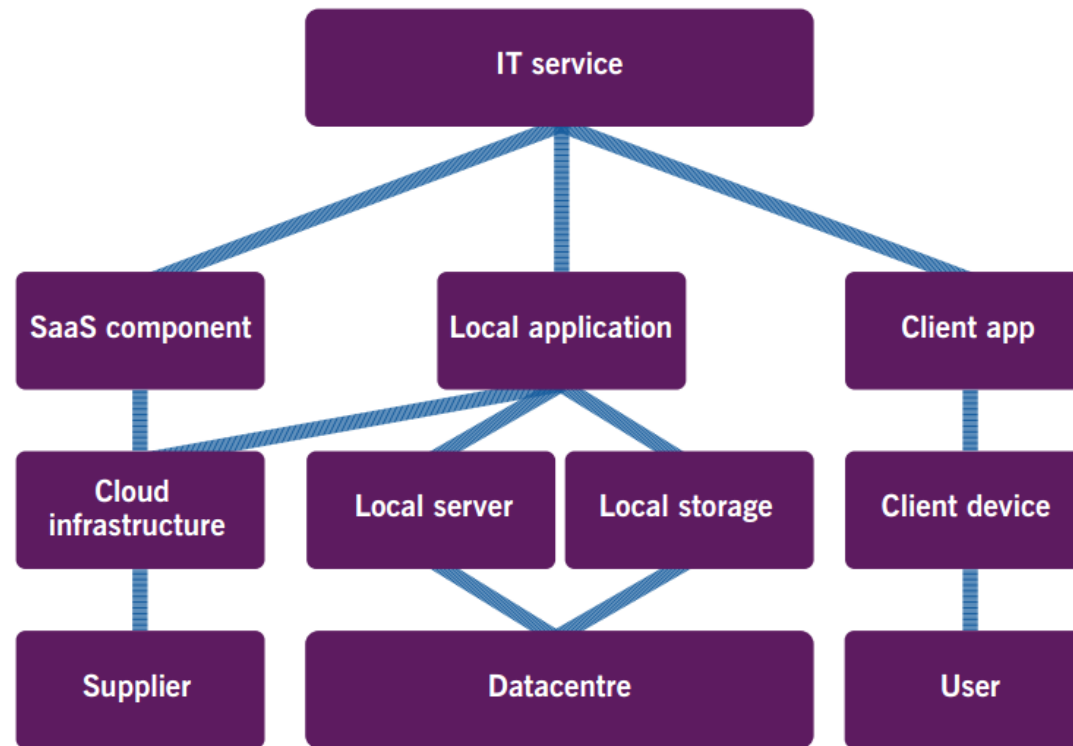 IT service
SaaS component
Local application
Client app
Cloud
infrastructure
Local server
Local storage
Client device
Supplier
Datacentre
User